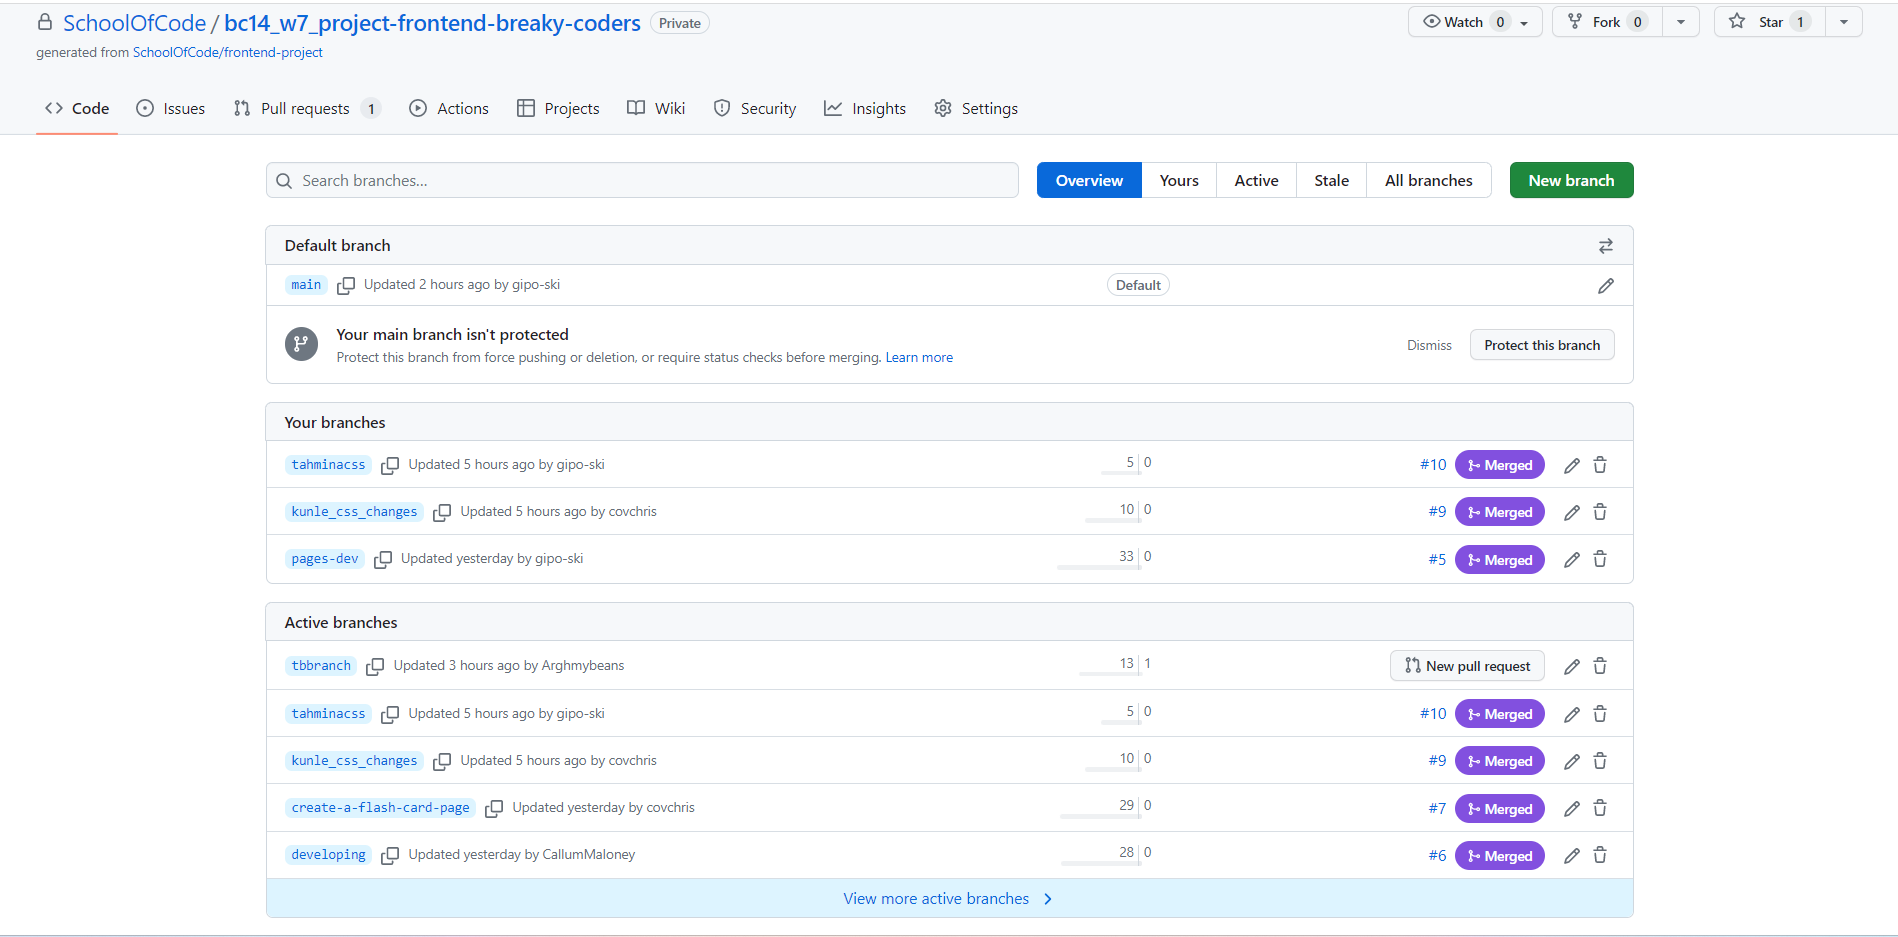 SchoolOfCode / bc14_w7_project-frontend-breaky-coders Private Watch 0 Fork 0 Star 1
generated from SchoolOfCode/frontend-project
Code Issues Pull requests 1 Actions Projects Wiki Security Insights Settings
Search branches... Overview Yours Active Stale All branches New branch
Default branch
main Updated 2 hours ago by gipo-ski Default
Your main branch isn't protected
Protect this branch from force pushing or deletion, or require status checks before merging. Learn more Dismiss Protect this branch
Your branches
tahminacss Updated 5 hours ago by gipo-ski 5 0 #10 Merged
kunle_css_changes Updated 5 hours ago by covchris 10 0 #9 Merged
pages-dev Updated yesterday by gipo-ski 33 0 #5 Merged
Active branches
tbbranch Updated 3 hours ago by Arghmybeans 13 1 New pull request
tahminacss Updated 5 hours ago by gipo-ski 5 0 #10 Merged
kunle_css_changes Updated 5 hours ago by covchris 10 0 #9 Merged
create-a-flash-card-page Updated yesterday by covchris 29 0 #7 Merged
developing Updated yesterday by CallumMaloney 28 0 #6 Merged
View more active branches